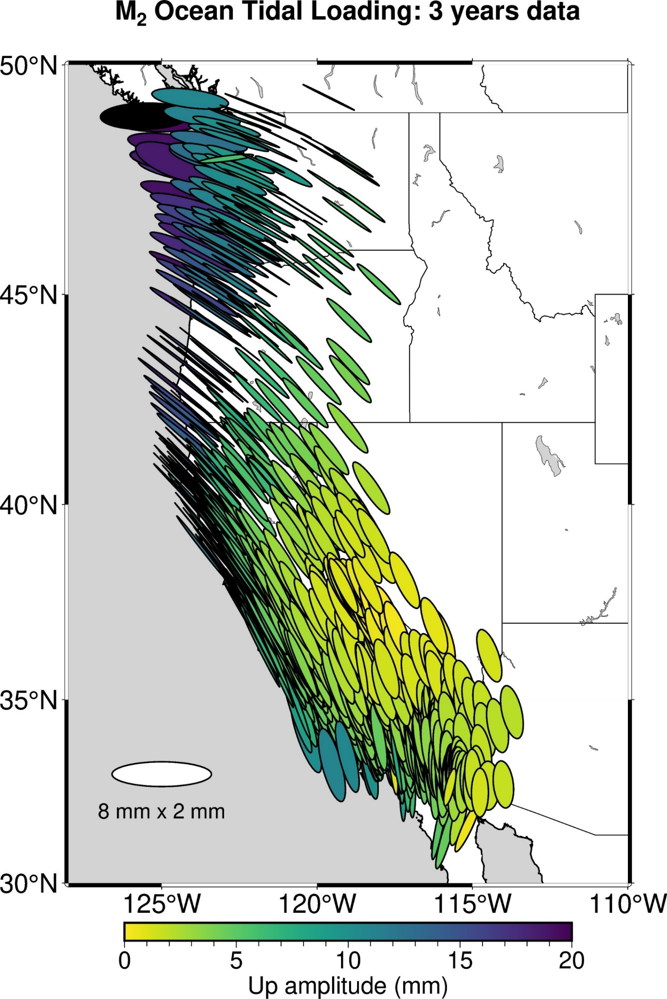 M₂ Ocean Tidal Loading: 3 years data
50°N
45°N
40°N
35°N
30°N
8 mm x 2 mm
125°W 120°W 115°W 110°W
0 5 10 15 20
Up amplitude (mm)